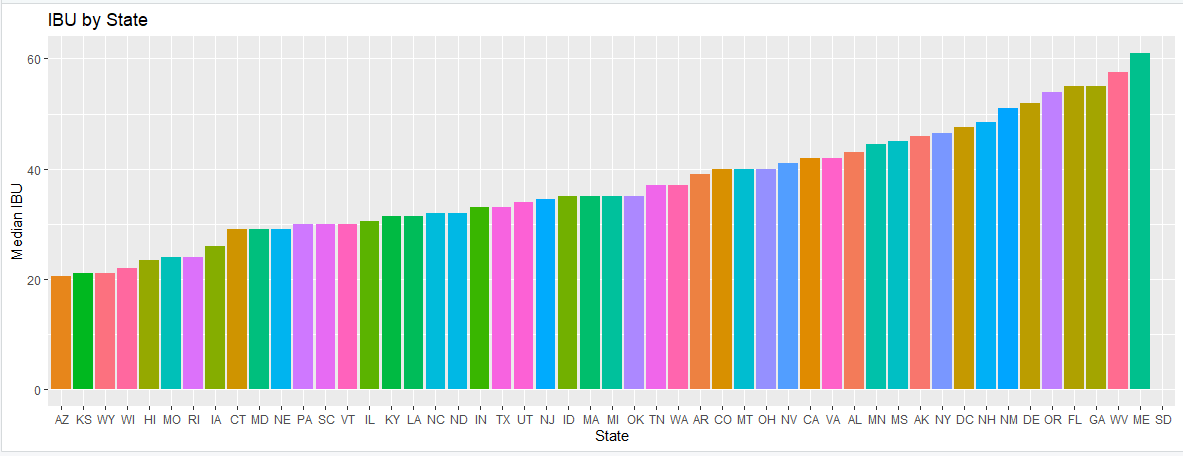 IBU by State
60
40
20
0
Median IBU
AZ KS WY WI HI MO RI IA CT MD NE PA SC VT IL KY LA NC ND IN TX UT NJ ID MA MI OK TN WA AR CO MT OH NV CA VA AL MN MS AK NY DC NH NM DE OR FL GA WV ME SD
State